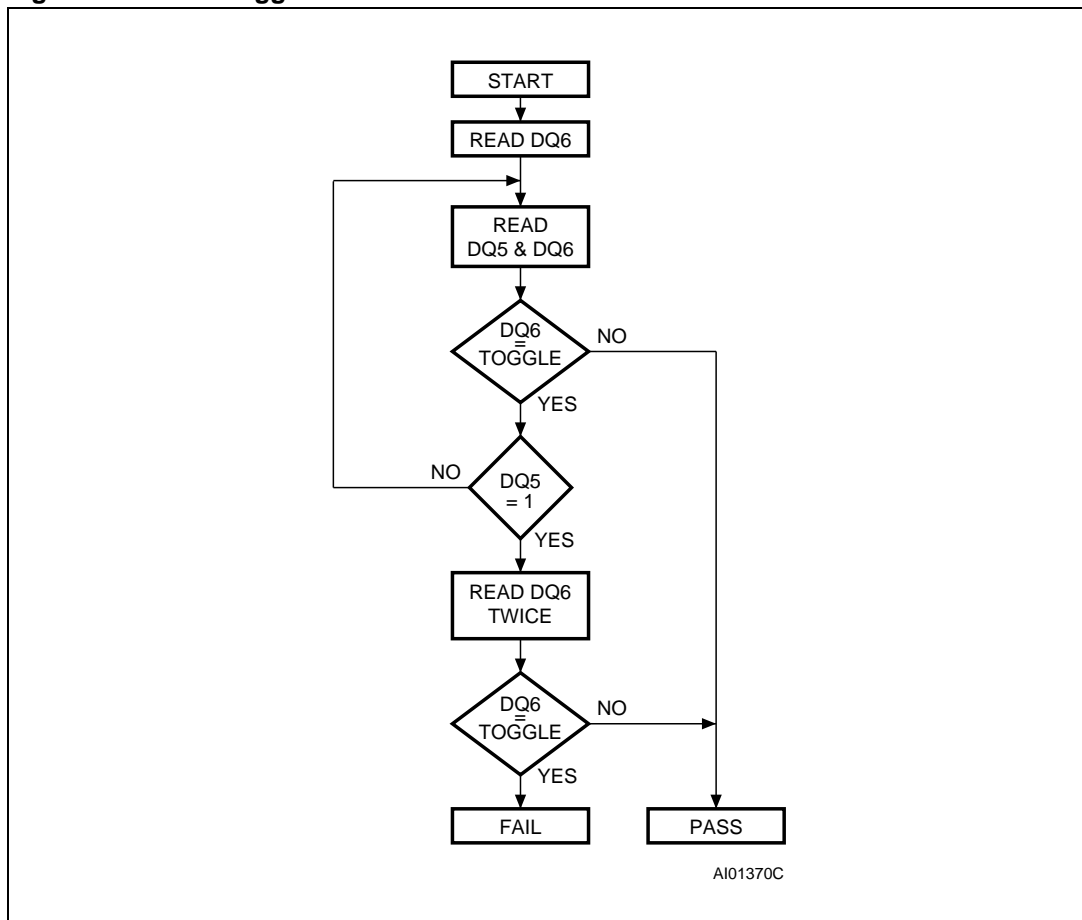 START
READ DQ6
READ
DQ5 & DQ6
DQ6
=
TOGGLE
NO
YES
NO
DQ5
= 1
YES
READ DQ6
TWICE
DQ6
=
TOGGLE
NO
YES
FAIL
PASS
AI01370C